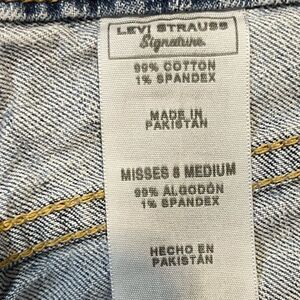 LEVI STRAUSS
Signature
99% COTTON
1% SPANDEX
MADE IN
PAKISTAN
MISSES 8 MEDIUM
99% ALGODÓN
1% SPANDEX
HECHO EN
PAKISTÁN